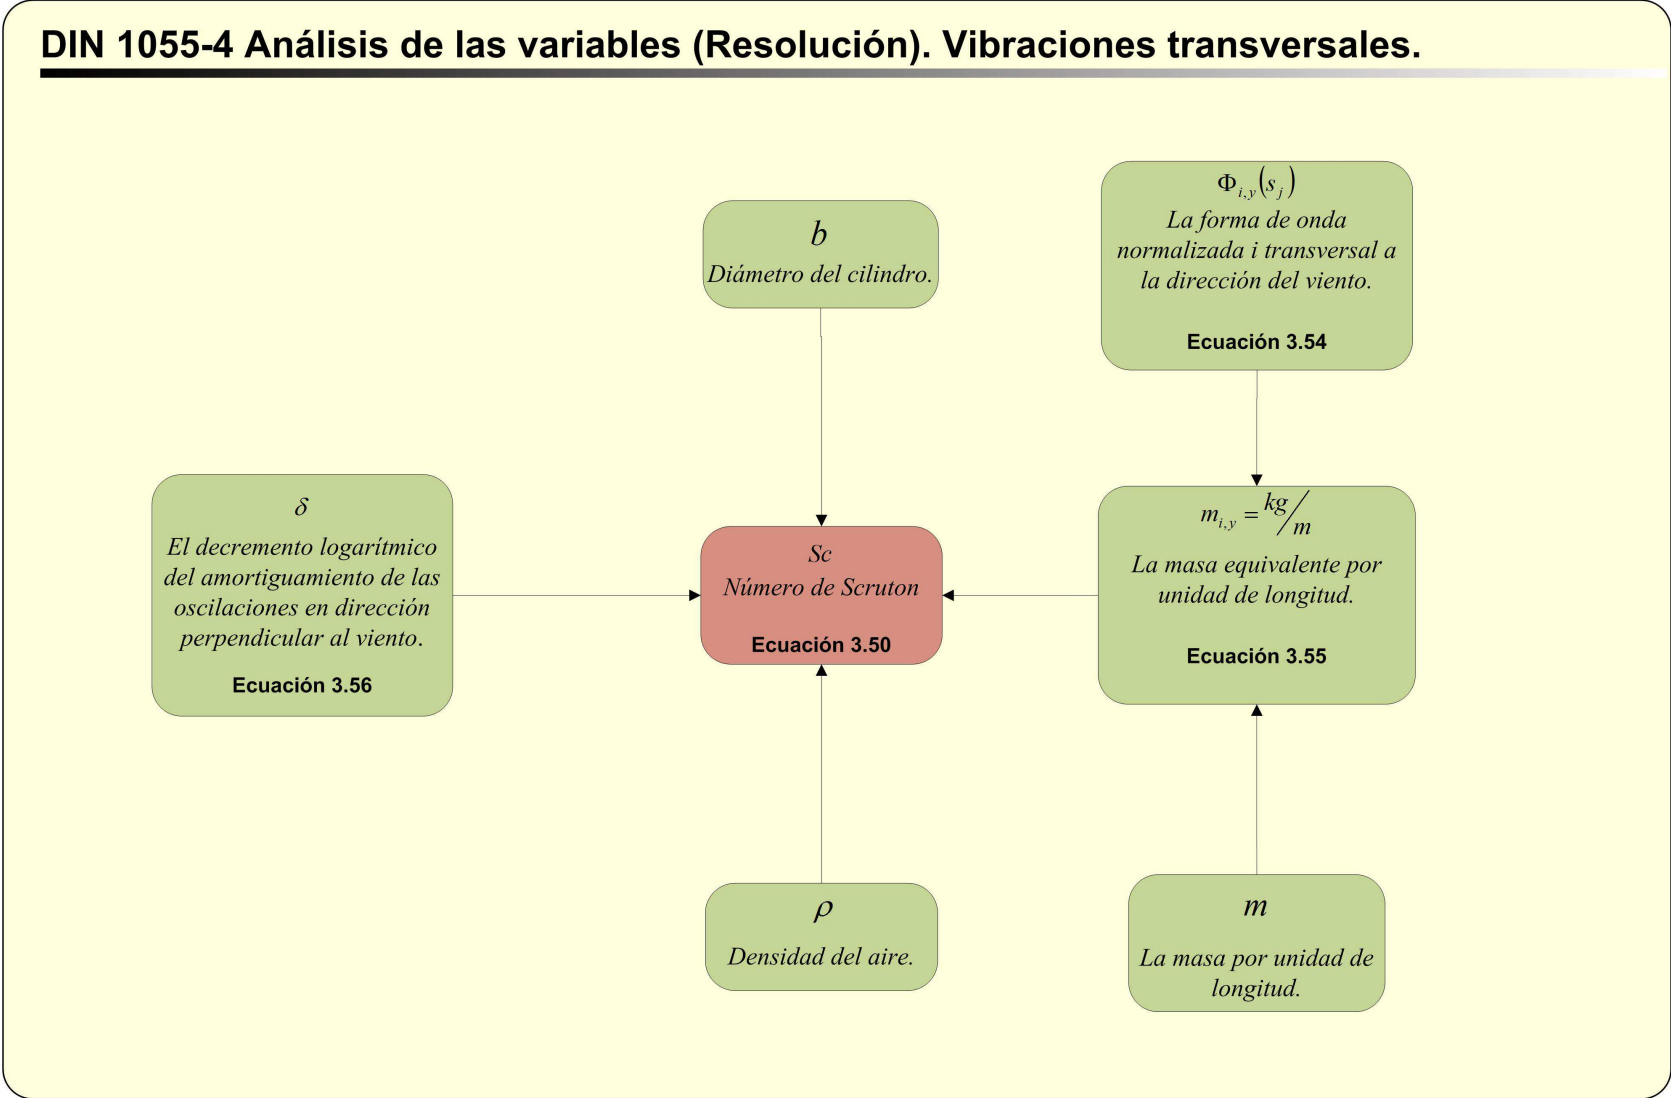 DIN 1055-4 Análisis de las variables (Resolución). Vibraciones transversales.
Φi,y(sj)
La forma de onda
normalizada i transversal a
la dirección del viento.
Ecuación 3.54
b
Diámetro del cilindro.
δ
El decremento logarítmico
del amortiguamiento de las
oscilaciones en dirección
perpendicular al viento.
Ecuación 3.56
Sc
Número de Scruton
Ecuación 3.50
mi,y = kg/m
La masa equivalente por
unidad de longitud.
Ecuación 3.55
ρ
Densidad del aire.
m
La masa por unidad de
longitud.